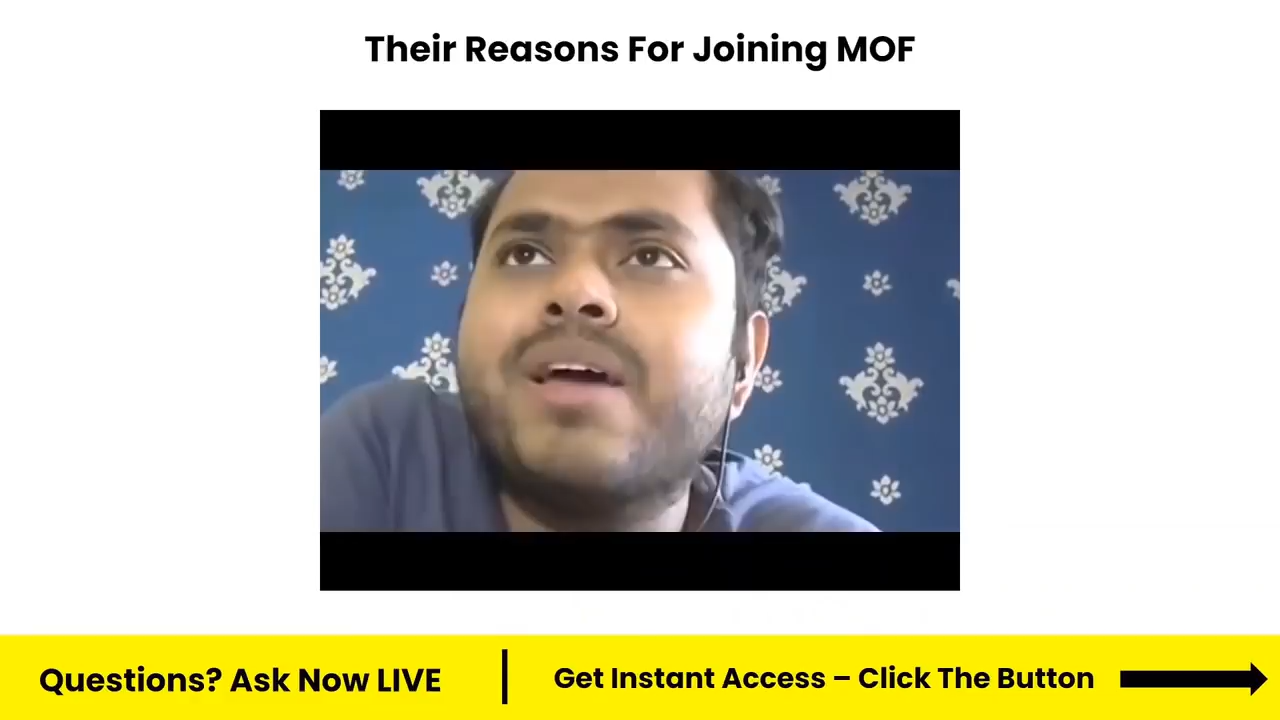 Their Reasons For Joining MOF
Questions? Ask Now LIVE
Get Instant Access – Click The Button